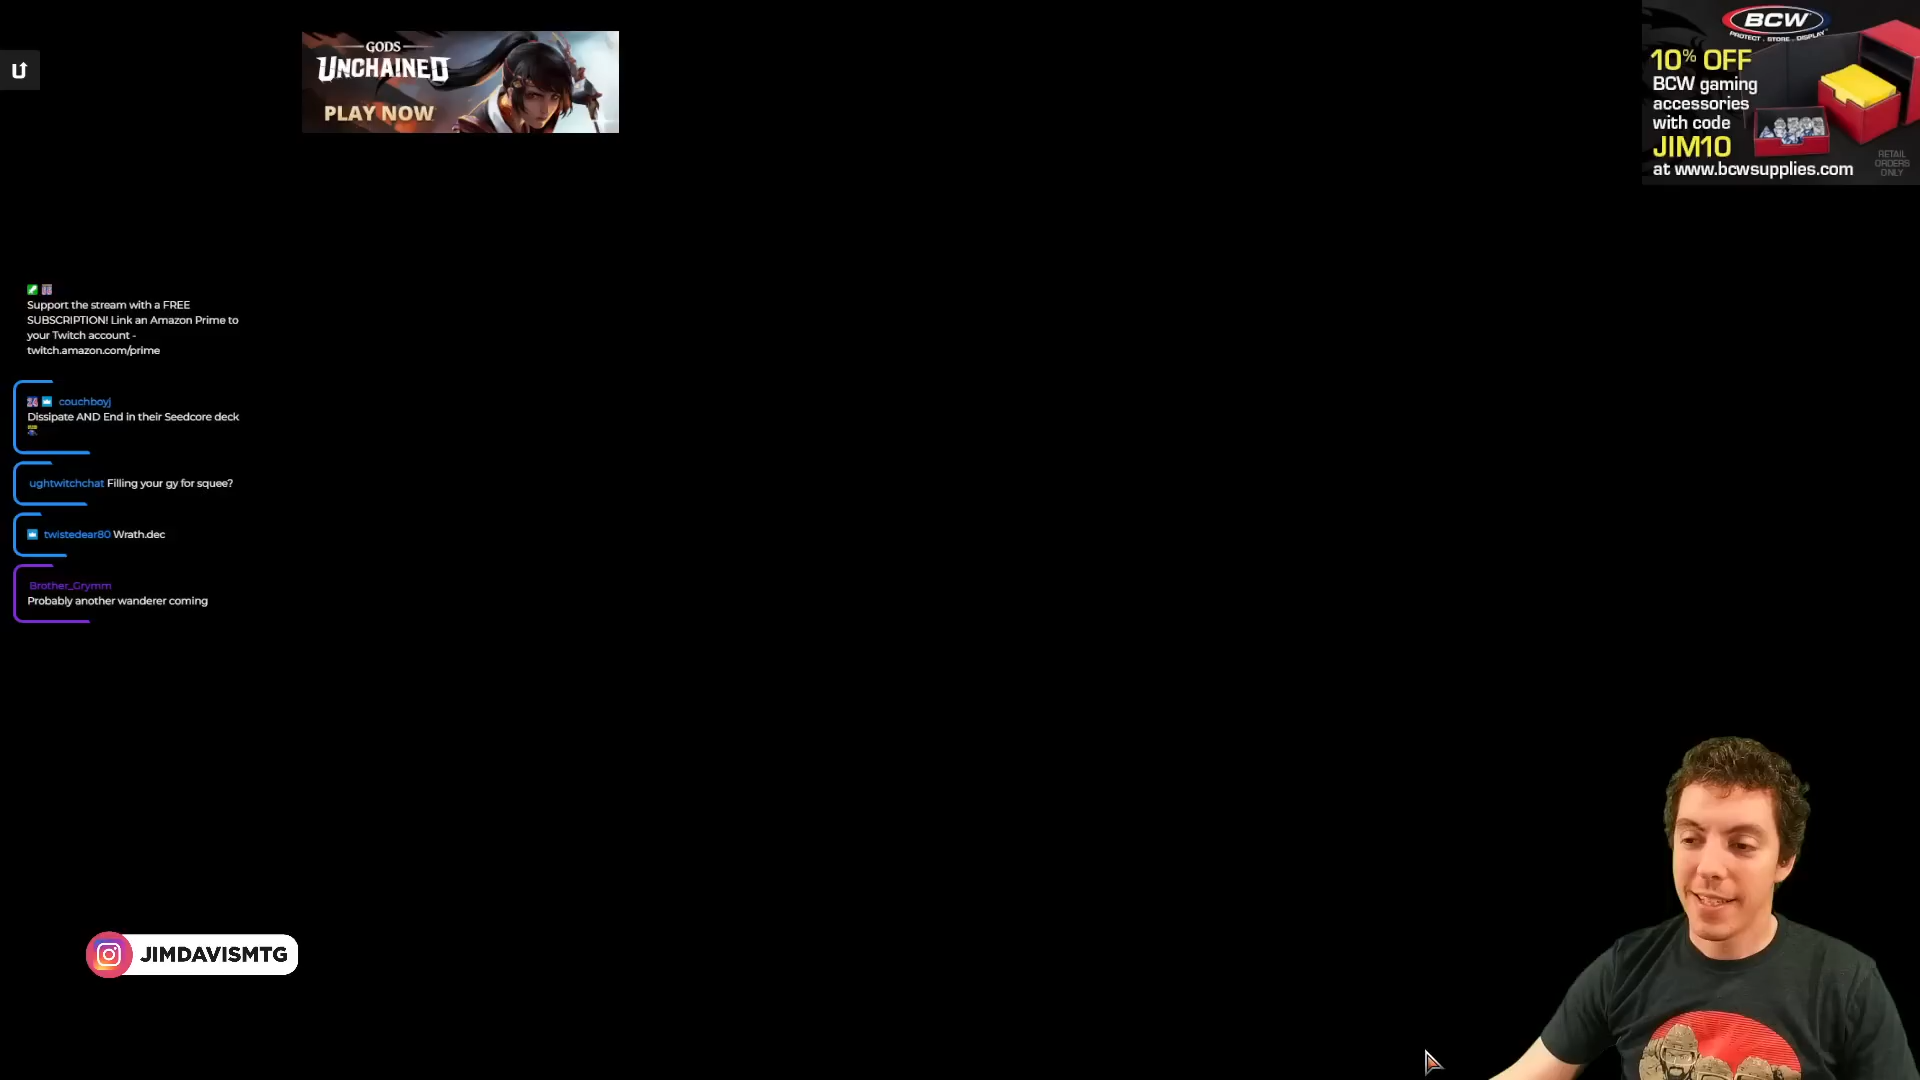 GODS
UNCHAINED
PLAY NOW
BCW
PROTECT . STORE . DISPLAY
10% OFF
BCW gaming
accessories
with code
JIM10
at www.bcwsupplies.com
RETAIL
ORDERS
ONLY
Support the stream with a FREE
SUBSCRIPTION! Link an Amazon Prime to
your Twitch account -
twitch.amazon.com/prime
couchboyj
Dissipate AND End in their Seedcore deck
ughtwitchchat Filling your gy for squee?
twistedear80 Wrath.dec
Brother_Grymm
Probably another wanderer coming
JIMDAVISMTG